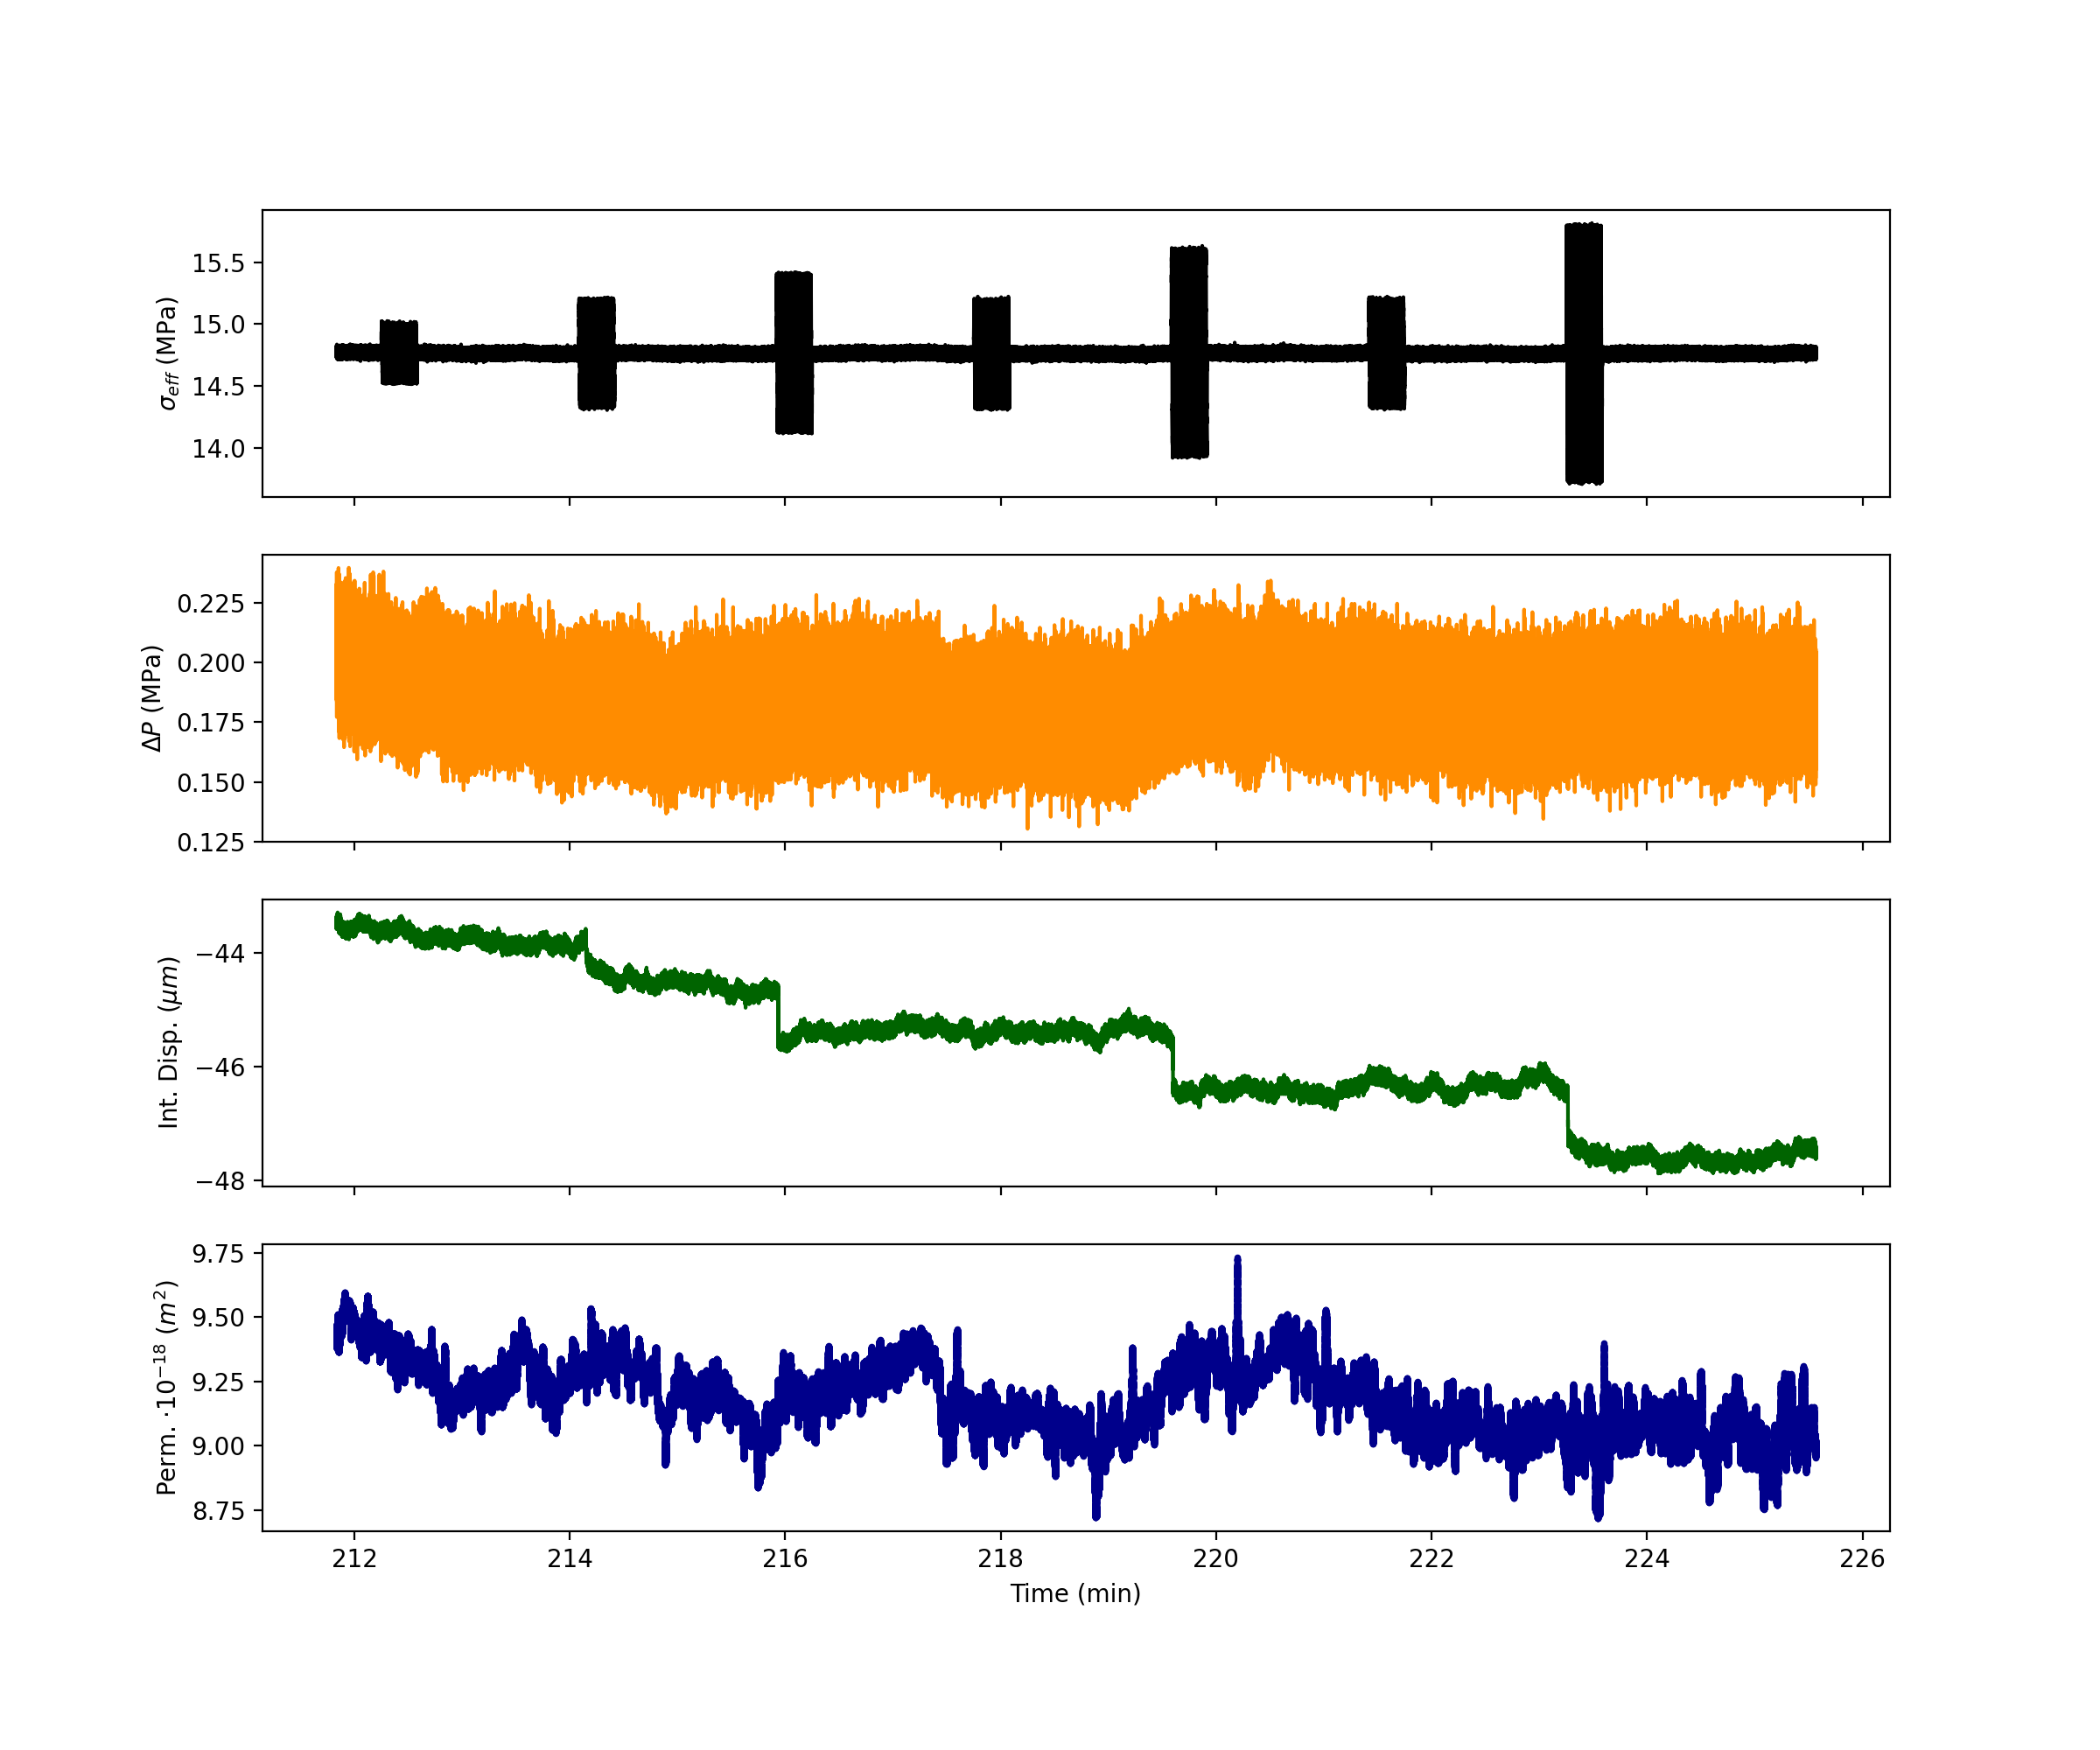 15.5
15.0
14.5
14.0
σeff (MPa)
0.225
0.200
0.175
0.150
0.125
ΔP (MPa)
−44
−46
−48
Int. Disp. (μm)
9.75
9.50
9.25
9.00
8.75
Perm. ·10⁻¹⁸ (m²)
212 214 216 218 220 222 224 226
Time (min)